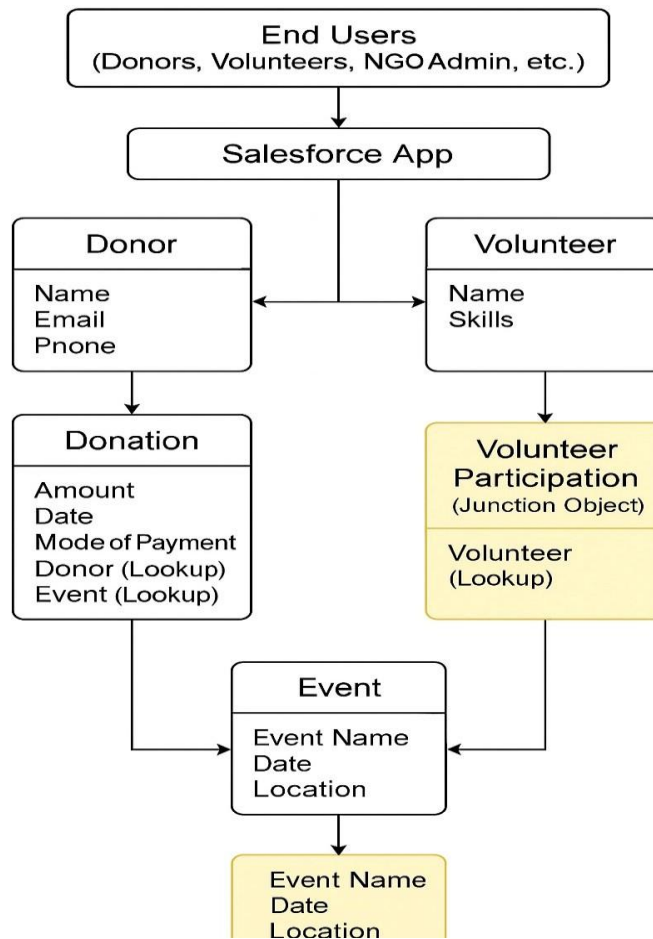 End Users
(Donors, Volunteers, NGO Admin, etc.)
Salesforce App
Donor
Name
Email
Pnone
Volunteer
Name
Skills
Donation
Amount
Date
Mode of Payment
Donor (Lookup)
Event (Lookup)
Volunteer
Participation
(Junction Object)
Volunteer
(Lookup)
Event
Event Name
Date
Location
Event Name
Date
Location